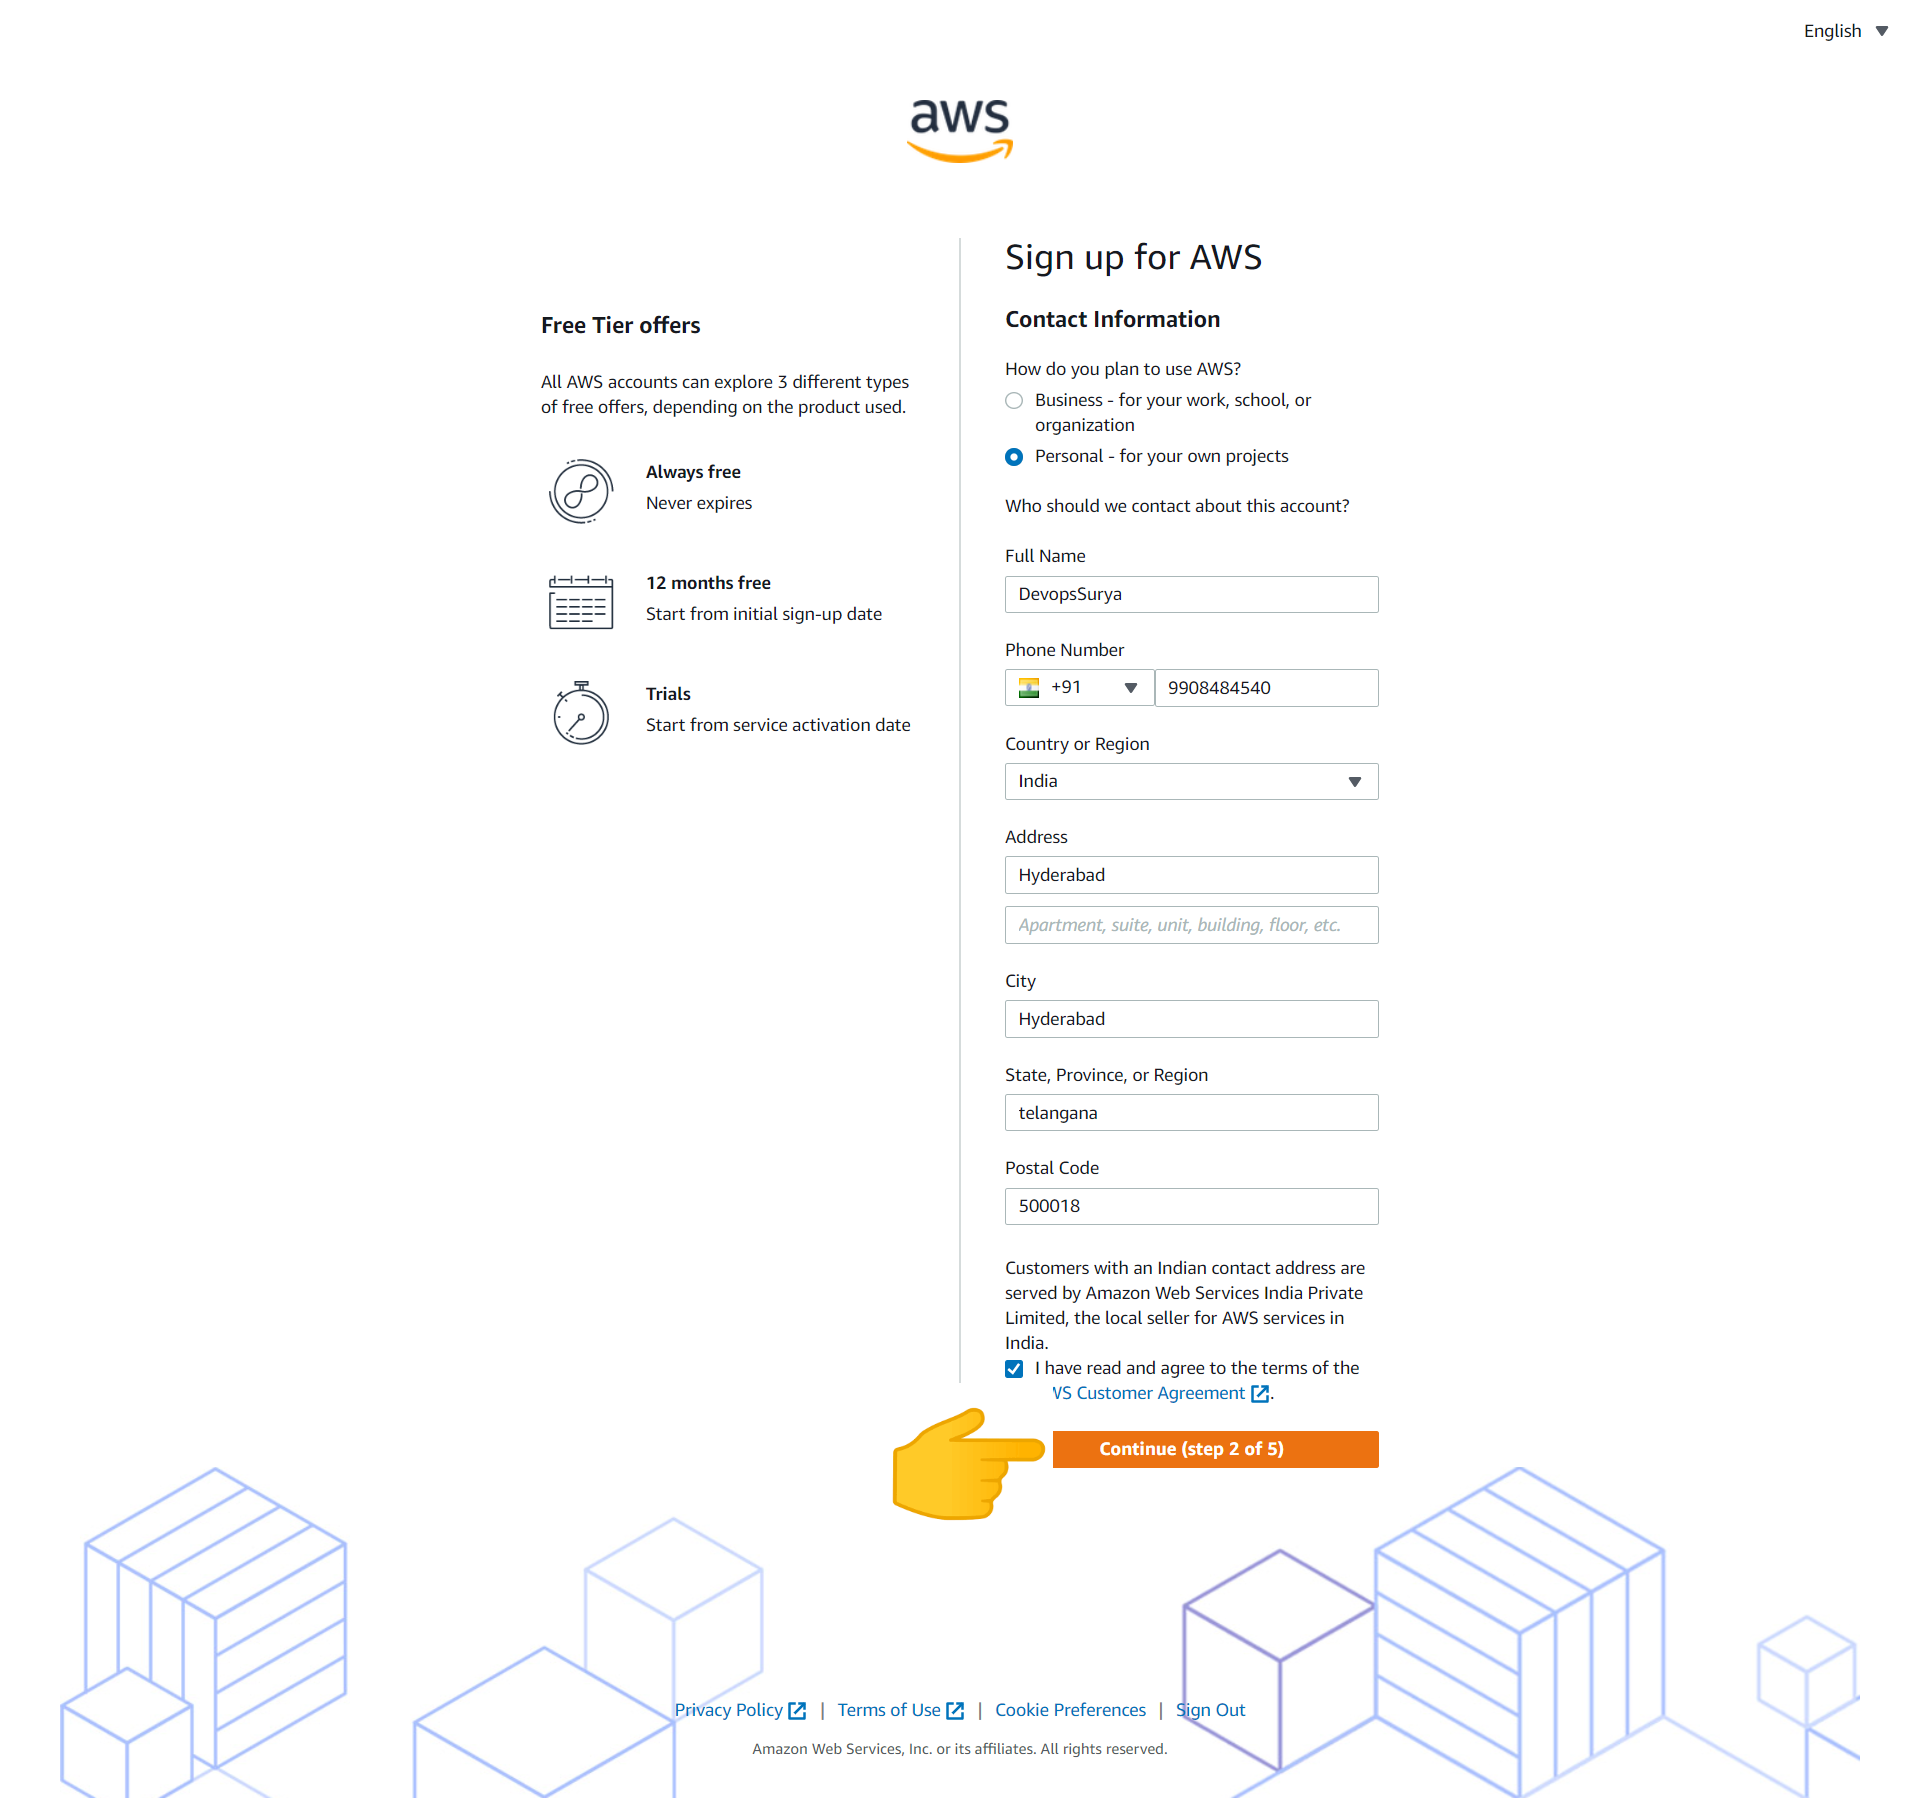 English
aws
Free Tier offers
All AWS accounts can explore 3 different types
of free offers, depending on the product used.
Always free
Never expires
12 months free
Start from initial sign-up date
Trials
Start from service activation date
Sign up for AWS
Contact Information
How do you plan to use AWS?
Business - for your work, school, or
organization
Personal - for your own projects
Who should we contact about this account?
Full Name
DevopsSurya
Phone Number
+91 9908484540
Country or Region
India
Address
Hyderabad
Apartment, suite, unit, building, floor, etc.
City
Hyderabad
State, Province, or Region
telangana
Postal Code
500018
Customers with an Indian contact address are
served by Amazon Web Services India Private
Limited, the local seller for AWS services in
India.
I have read and agree to the terms of the
WS Customer Agreement.
Continue (step 2 of 5)
Privacy Policy | Terms of Use | Cookie Preferences | Sign Out
Amazon Web Services, Inc. or its affiliates. All rights reserved.